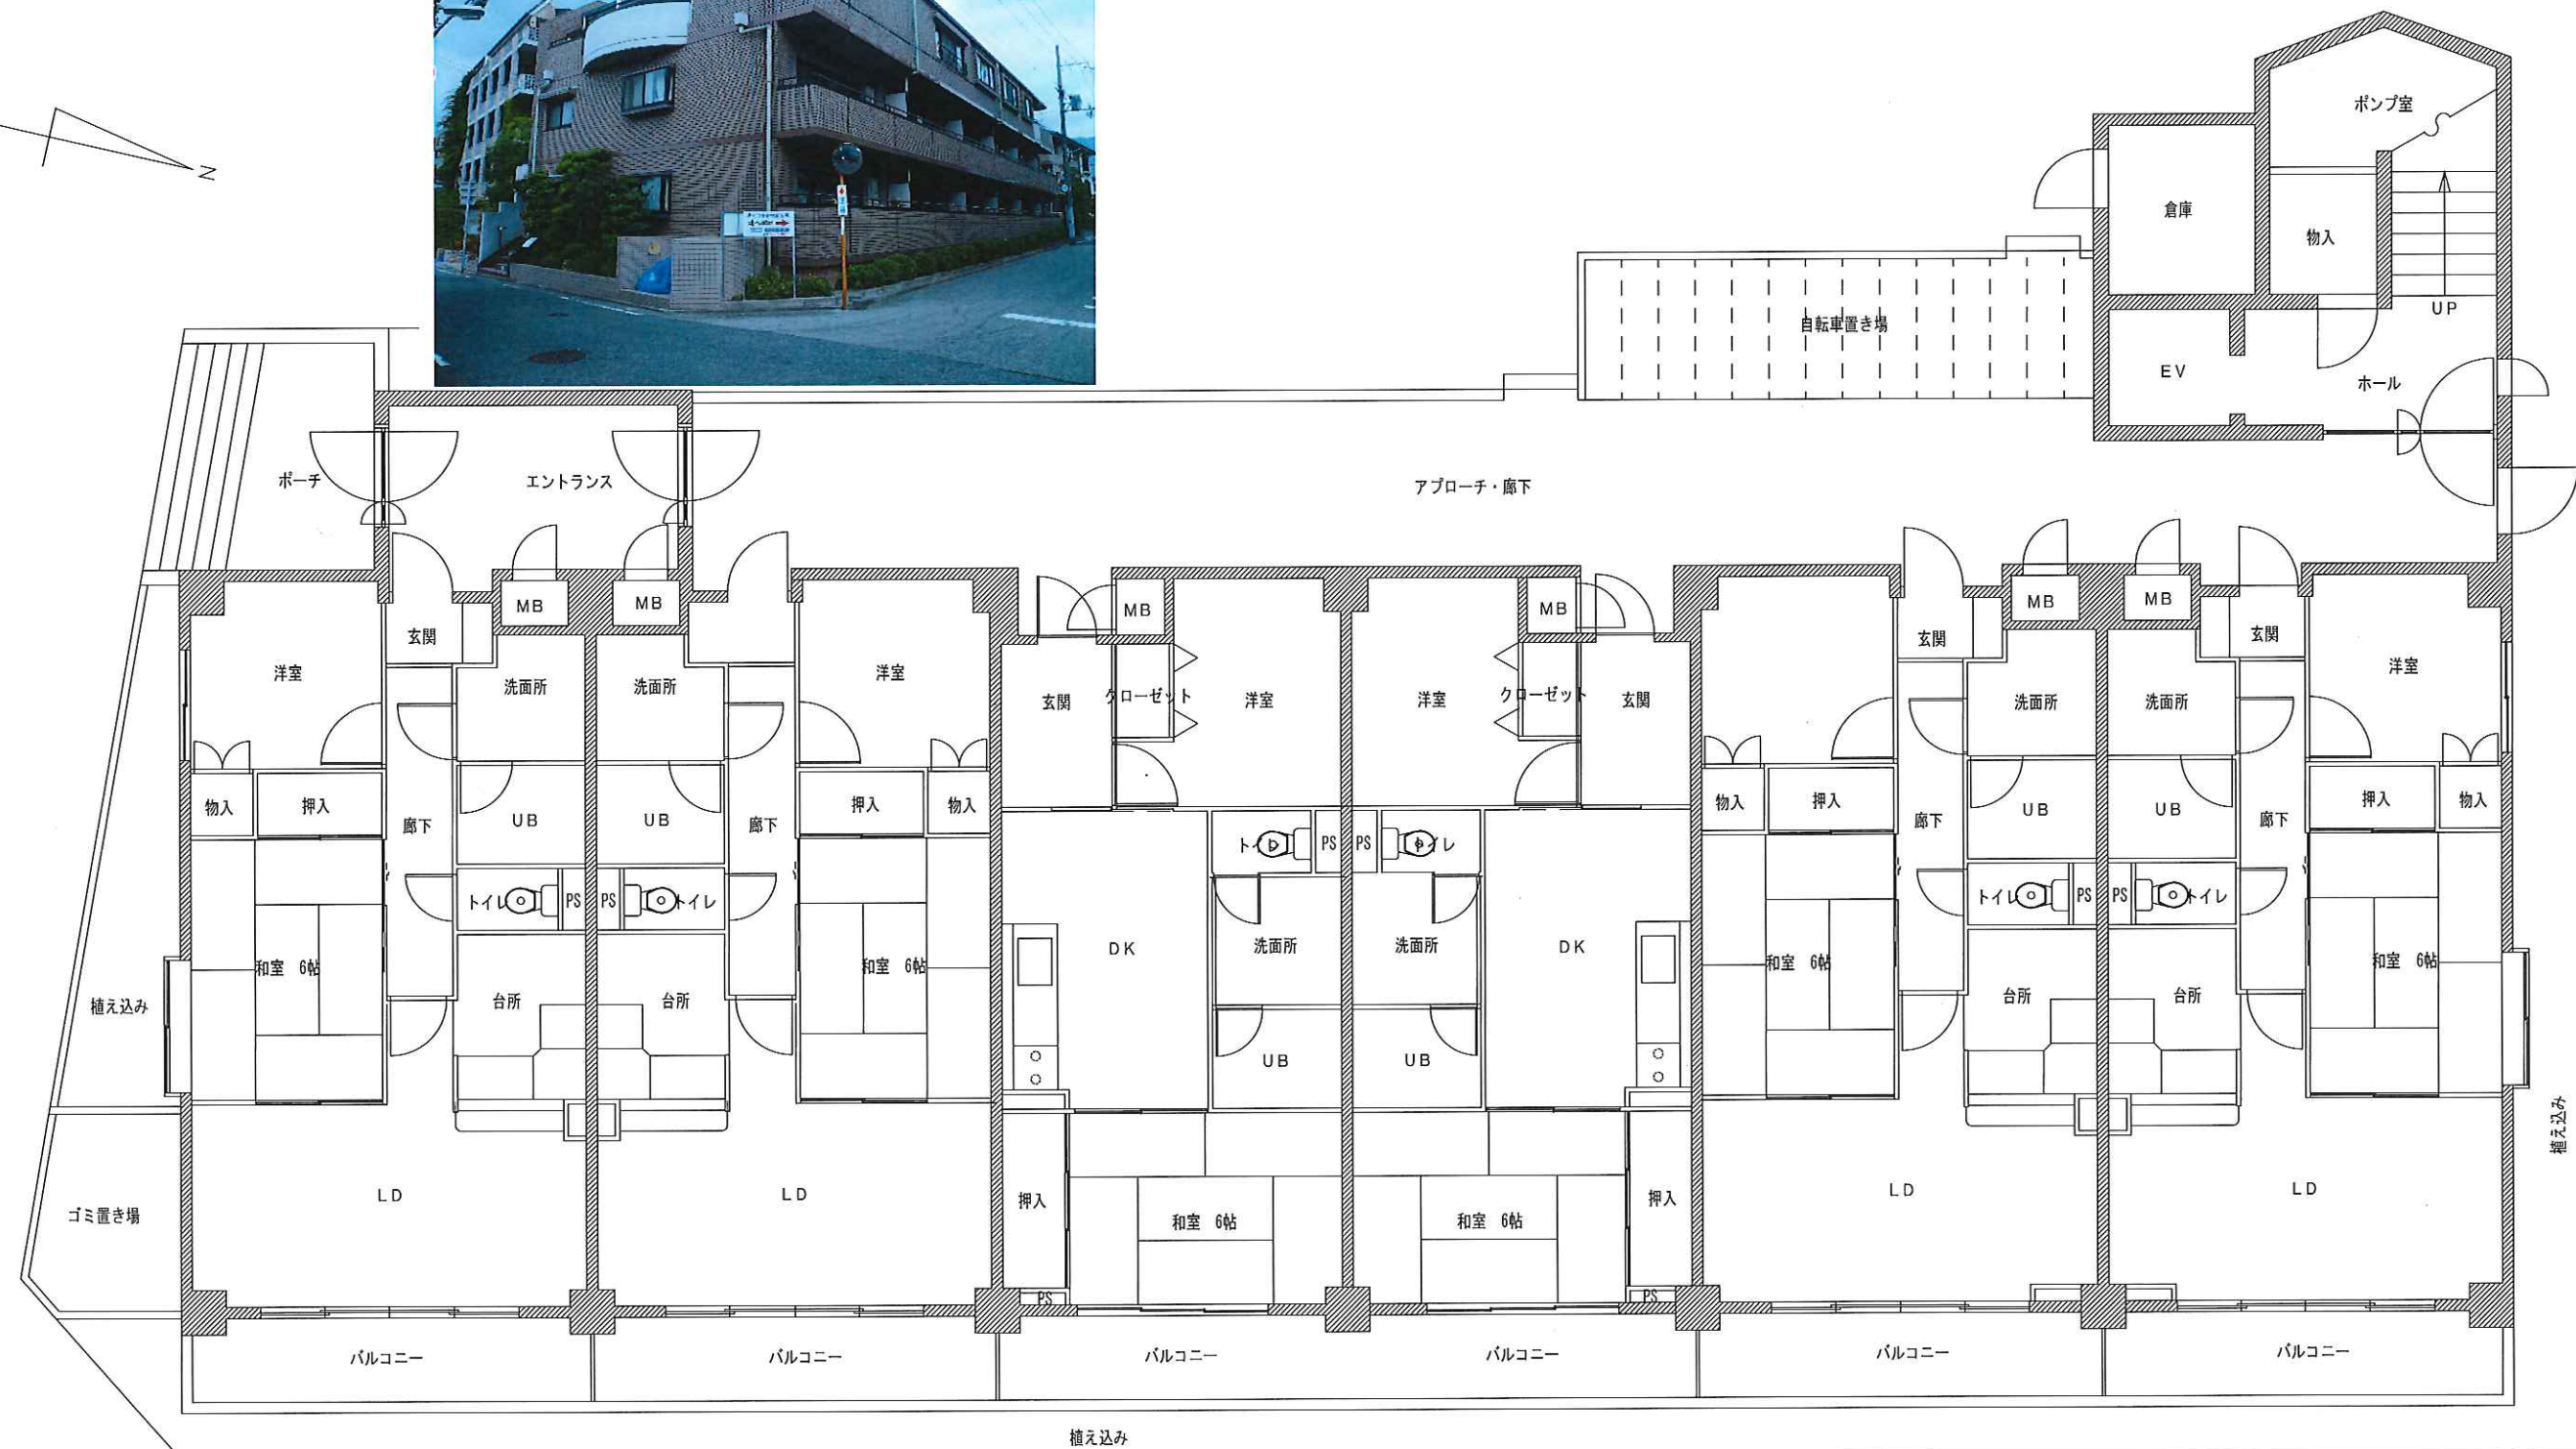 N
ポンプ室
倉庫
物入
UP
自転車置き場
EV
ホール
ポーチ
エントランス
アプローチ・廊下
MB
MB
MB
MB
MB
MB
玄関
洋室
洗面所
洗面所
洋室
玄関
クローゼット
洋室
洋室
クローゼット
玄関
玄関
洗面所
洗面所
玄関
洋室
物入
押入
廊下
UB
UB
廊下
押入
物入
トイレ
PS
PS
トイレ
物入
押入
廊下
UB
UB
廊下
押入
物入
トイレ
PS
PS
トイレ
トイレ
PS
PS
トイレ
和室 6帖
台所
台所
和室 6帖
DK
洗面所
洗面所
DK
和室 6帖
台所
台所
和室 6帖
植え込み
UB
UB
植え込み
ゴミ置き場
LD
LD
押入
和室 6帖
和室 6帖
押入
LD
LD
PS
PS
バルコニー
バルコニー
バルコニー
バルコニー
バルコニー
バルコニー
植え込み